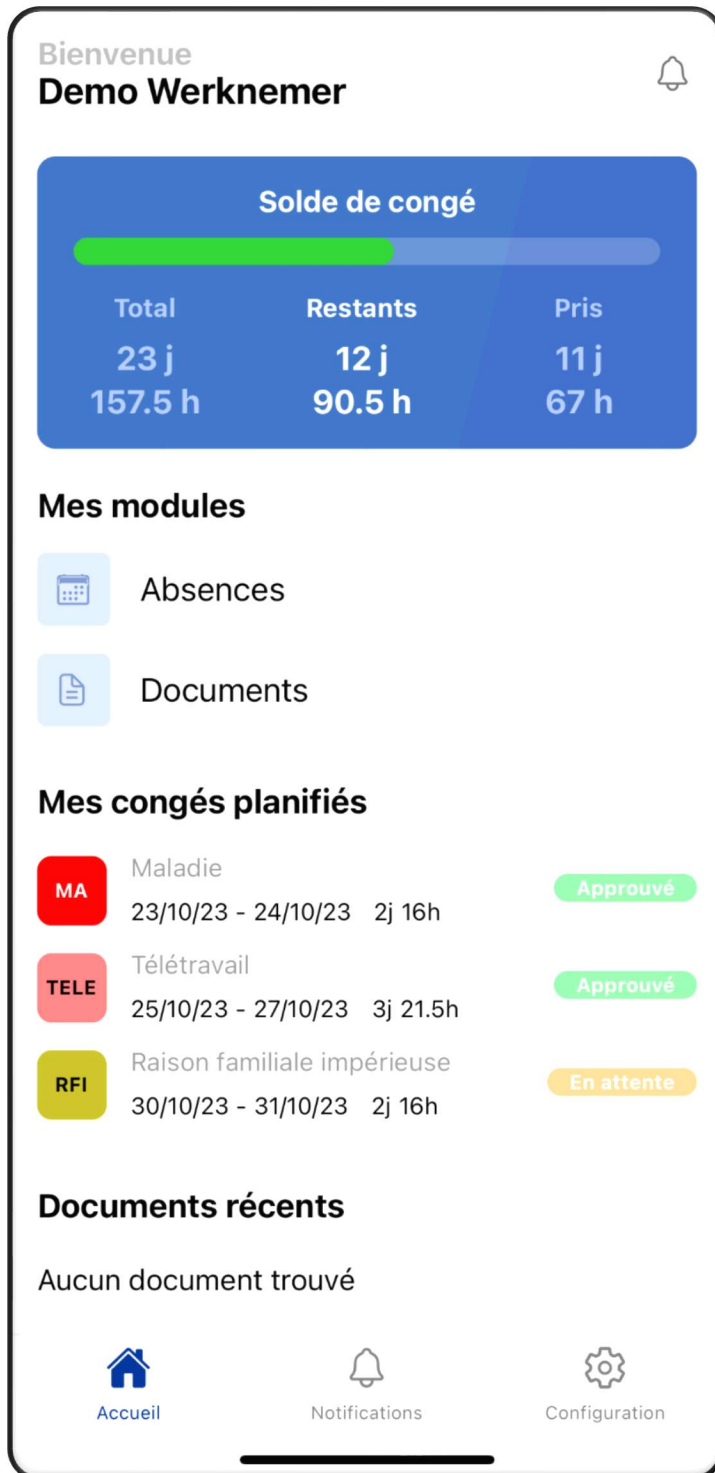 Bienvenue
Demo Werknemer
Solde de congé
Total Restants Pris
23 j 12 j 11 j
157.5 h 90.5 h 67 h
Mes modules
Absences
Documents
Mes congés planifiés
MA
Maladie
23/10/23 - 24/10/23 2j 16h
Approuvé
TELE
Télétravail
25/10/23 - 27/10/23 3j 21.5h
Approuvé
RFI
Raison familiale impérieuse
30/10/23 - 31/10/23 2j 16h
En attente
Documents récents
Aucun document trouvé
Accueil Notifications Configuration